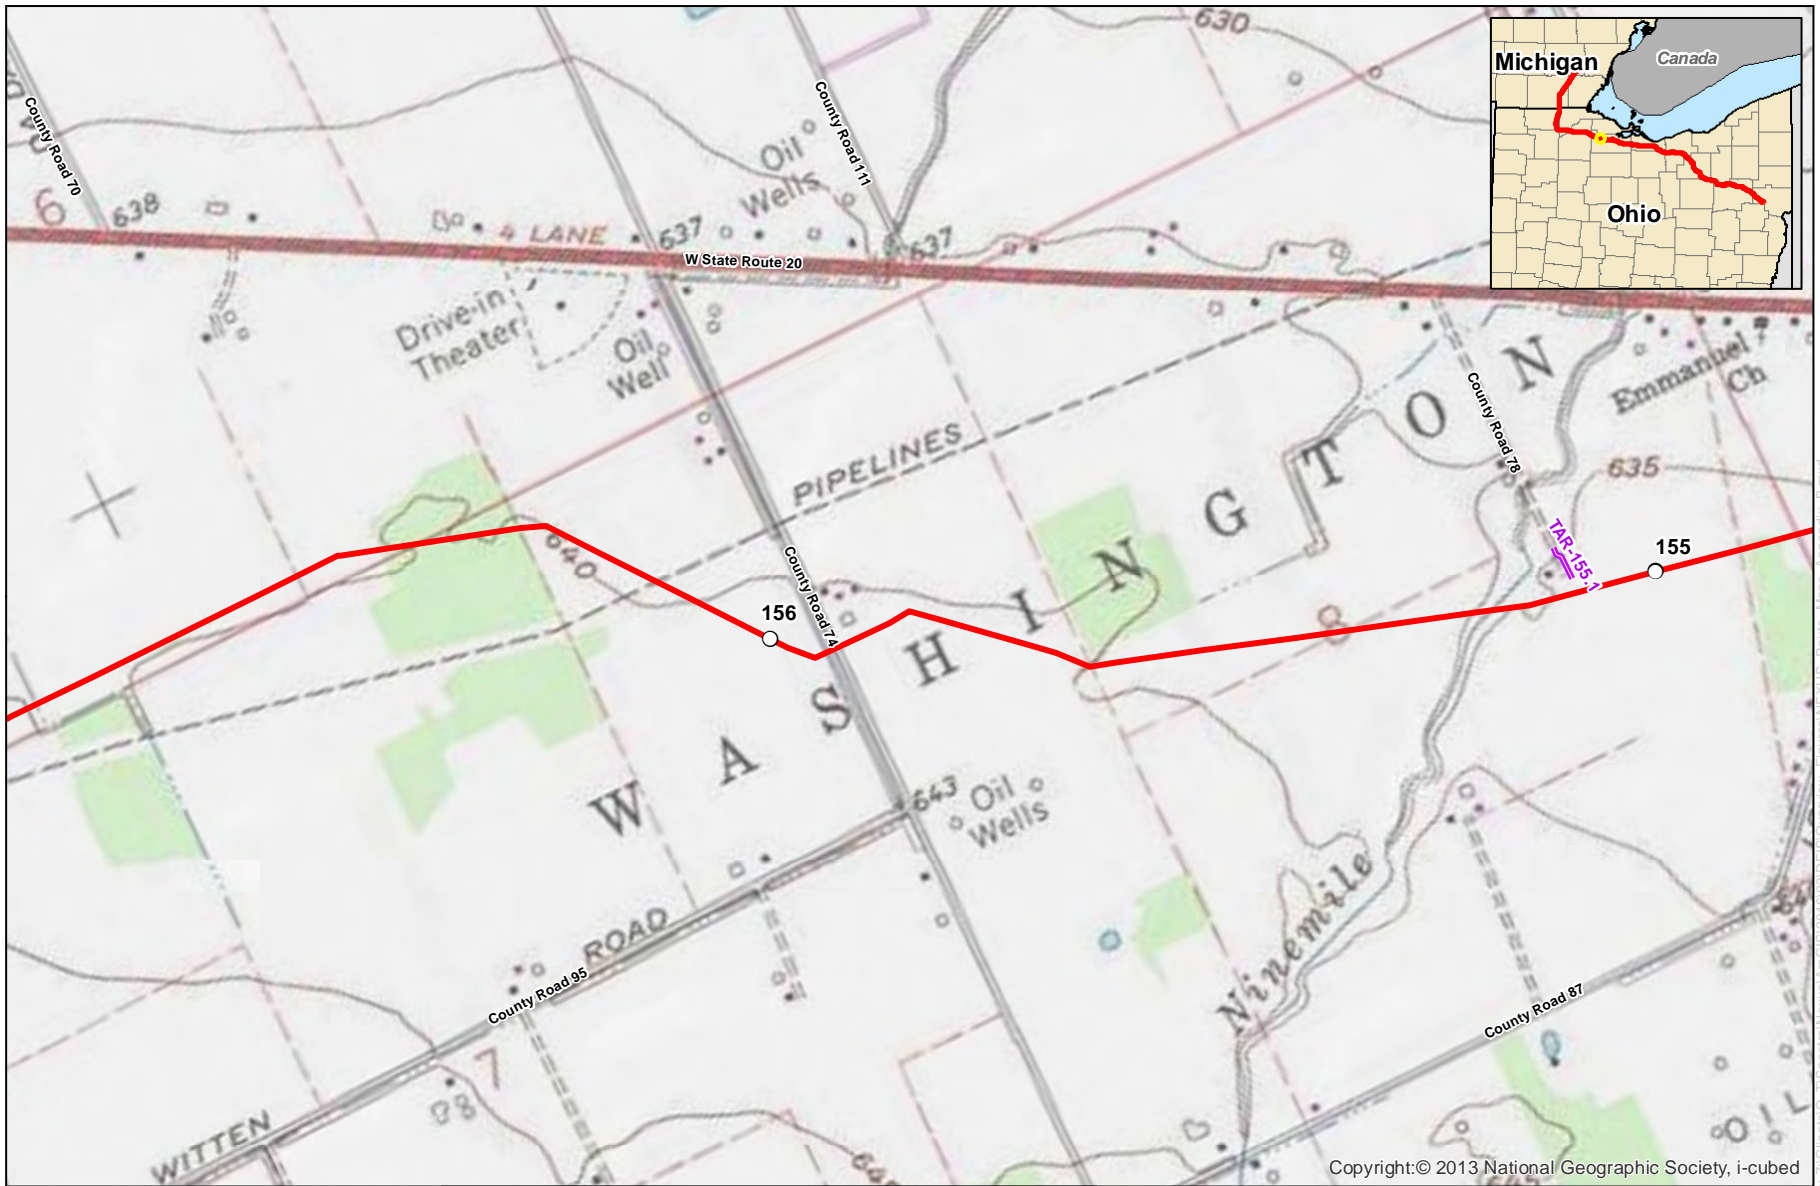 630
Michigan
Canada
Ohio
County Road 70
County Road 111
Oil
Wells
6
638
4 LANE
637
637
W State Route 20
Drive-in
Theater
Oil
Well
County Road 78
Emmanuel
Ch
PIPELINES
635
TAR-155.1
155
640
County Road 74
156
8
WASHINGTON
643
Oil
Wells
Ninemile
ROAD
County Road 95
County Road 87
7
WITTEN
OIL
645
Copyright:© 2013 National Geographic Society, i-cubed